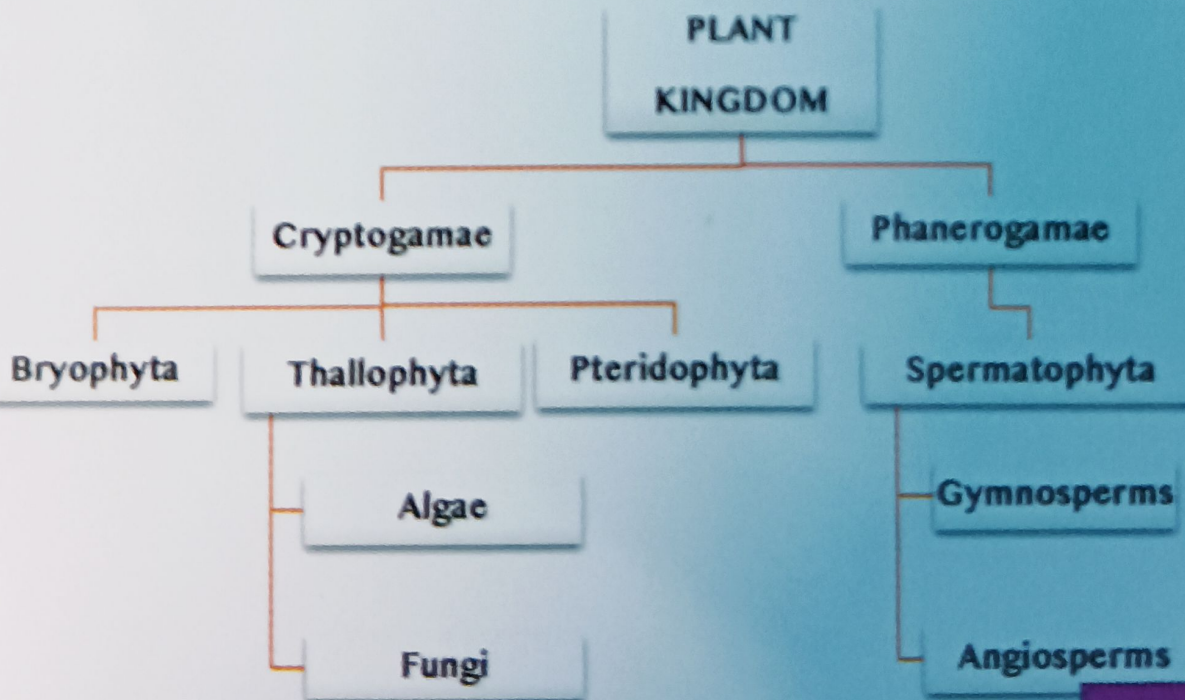 PLANT
KINGDOM
Cryptogamae
Phanerogamae
Bryophyta
Thallophyta
Pteridophyta
Spermatophyta
Algae
Gymnosperms
Fungi
Angiosperms